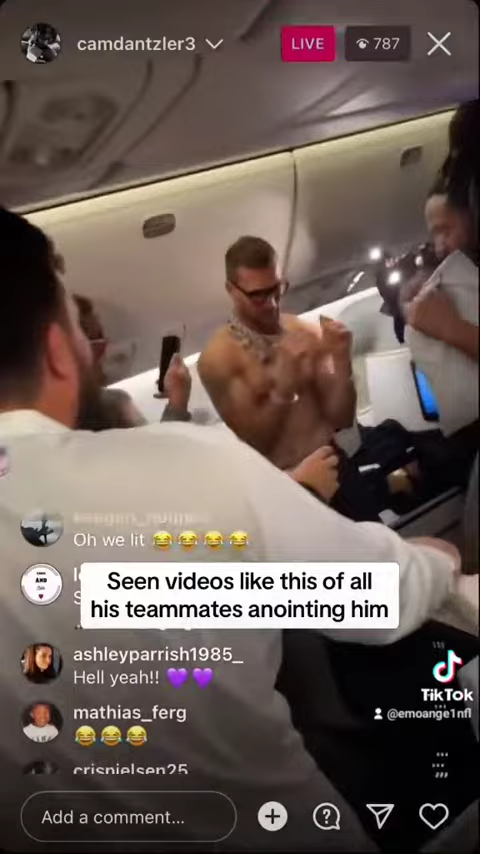 camdantzler3
LIVE
787
Oh we lit 😂😂😂😂
Seen videos like this of all
his teammates anointing him
ashleyparrish1985_
Hell yeah!! 💜💜
TikTok
@emoange1nfl
mathias_ferg
😂😂😂
crisnielsen25
Add a comment...